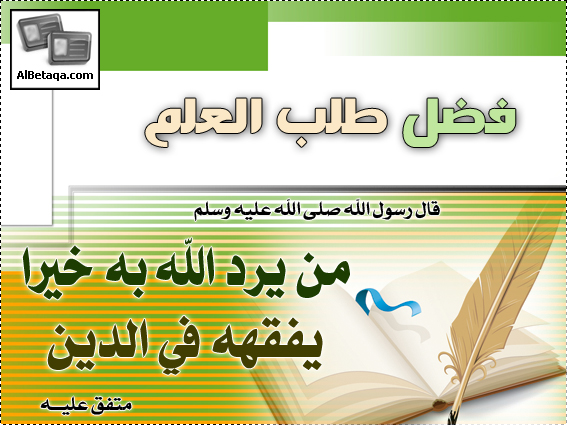 AlBetaqa.com
فضل طلب العلم
قال رسول الله صلى الله عليه وسلم
من يرد الله به خيرا
يفقهه في الدين
متفق عليـه